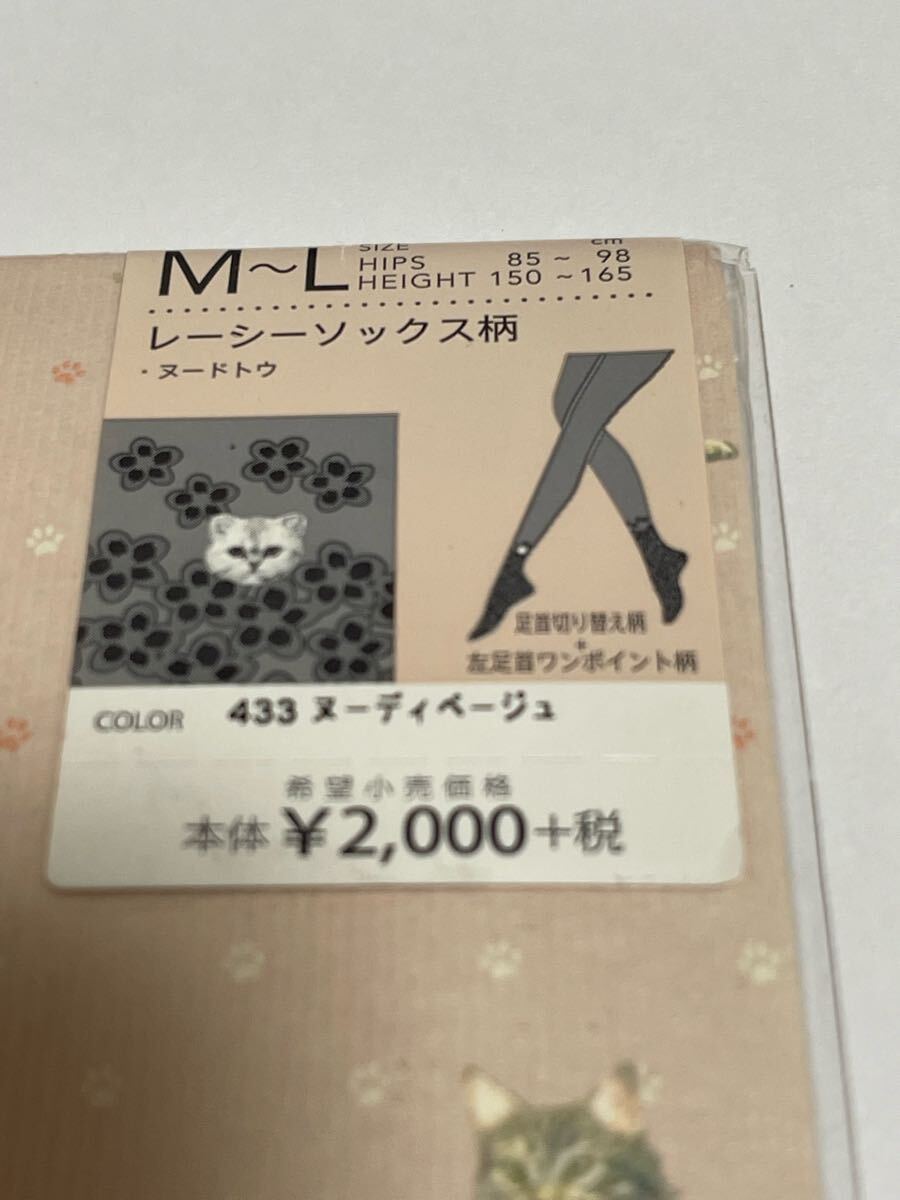 M～L
SIZE cm
HIPS 85～ 98
HEIGHT 150～165
レーシーソックス柄
・ヌードトウ
足首切り替え柄
+
左足首ワンポイント柄
COLOR 433 ヌーディベージュ
希望小売価格
本体 ¥2,000+税